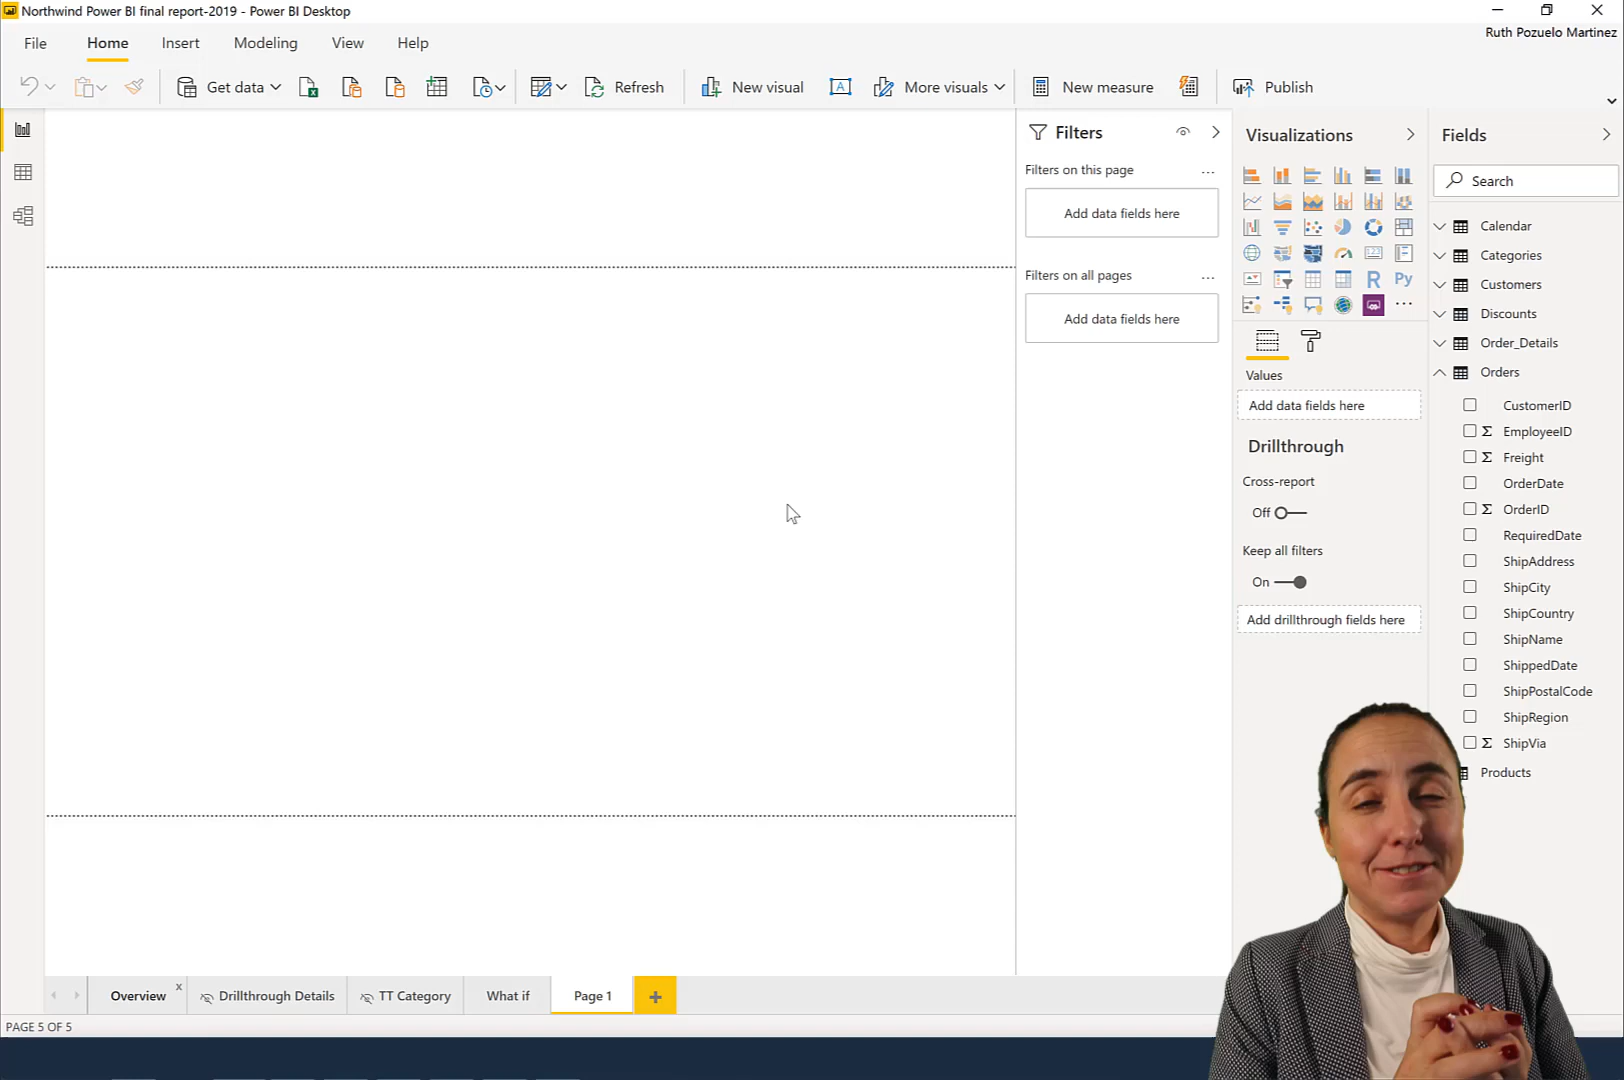 Northwind Power BI final report-2019 - Power BI Desktop
Ruth Pozuelo Martinez
File Home Insert Modeling View Help
Get data Refresh New visual A More visuals New measure Publish
Filters
Filters on this page ...
Add data fields here
Filters on all pages ...
Add data fields here
Visualizations
123
R Py
...
Values
Add data fields here
Drillthrough
Cross-report
Off
Keep all filters
On
Add drillthrough fields here
Fields
Search
Calendar
Categories
Customers
Discounts
Order_Details
Orders
CustomerID
Σ EmployeeID
Σ Freight
OrderDate
Σ OrderID
RequiredDate
ShipAddress
ShipCity
ShipCountry
ShipName
ShippedDate
ShipPostalCode
ShipRegion
Σ ShipVia
Products
Overview x Drillthrough Details TT Category What if Page 1 +
PAGE 5 OF 5